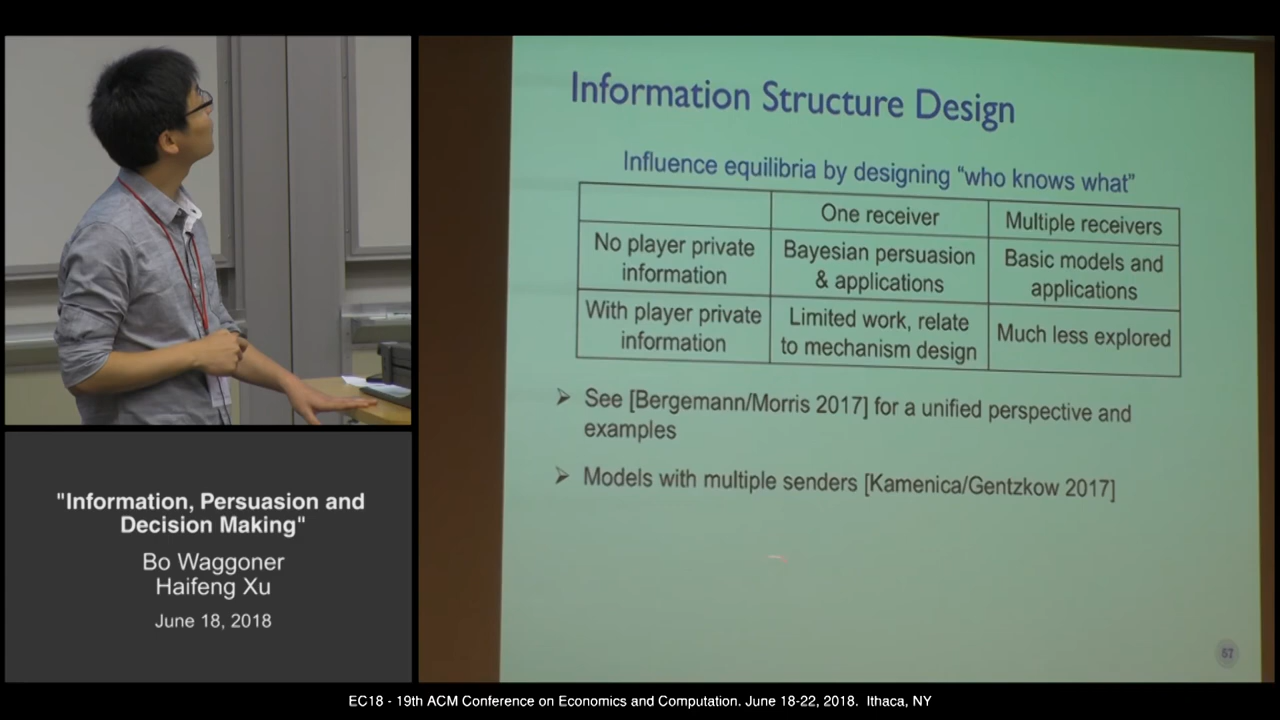 Information Structure Design
Influence equilibria by designing “who knows what”
One receiver
Multiple receivers
No player private
information
Bayesian persuasion
& applications
Basic models and
applications
With player private
information
Limited work, relate
to mechanism design
Much less explored
➢ See [Bergemann/Morris 2017] for a unified perspective and
examples
➢ Models with multiple senders [Kamenica/Gentzkow 2017]
57
"Information, Persuasion and
Decision Making"
Bo Waggoner
Haifeng Xu
June 18, 2018
EC18 - 19th ACM Conference on Economics and Computation. June 18-22, 2018. Ithaca, NY